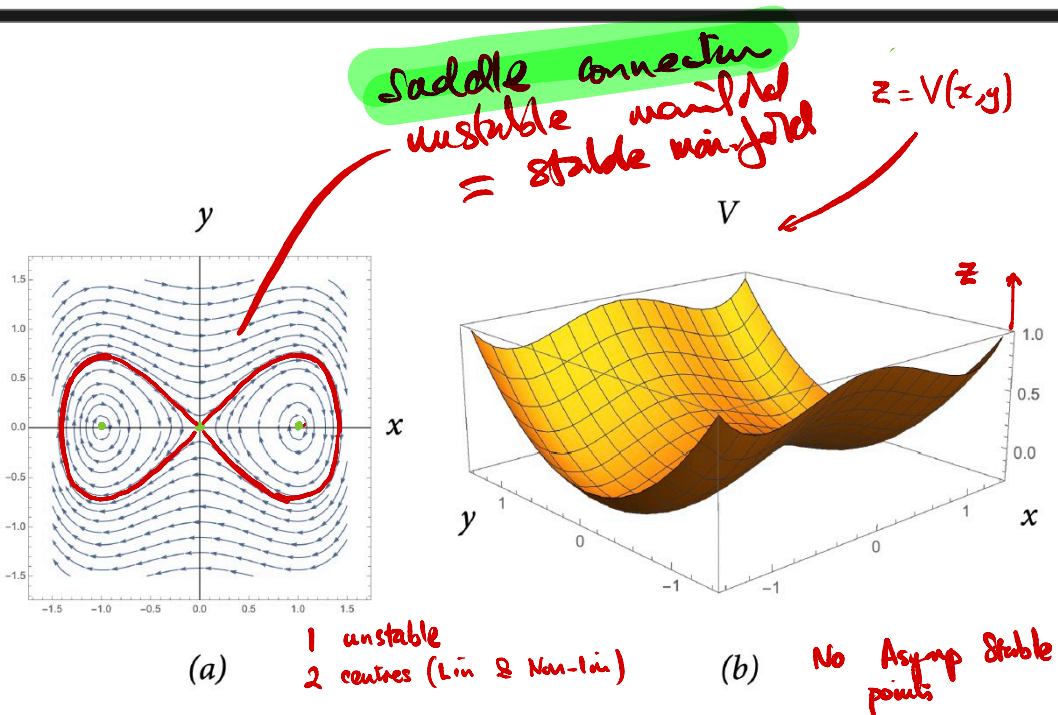 Saddle connection
unstable manifold
= stable manifold
z = V(x,y)
y
V
z
1.5
1.0
0.5
0.0
-0.5
-1.0
-1.5
x
-1.5 -1.0 -0.5 0.0 0.5 1.0 1.5
1.0
0.5
0.0
y
1
0
-1
x
1
0
-1
(a)
1 unstable
2 centres (Lin & Non-lin)
(b)
No Asymp Stable
points